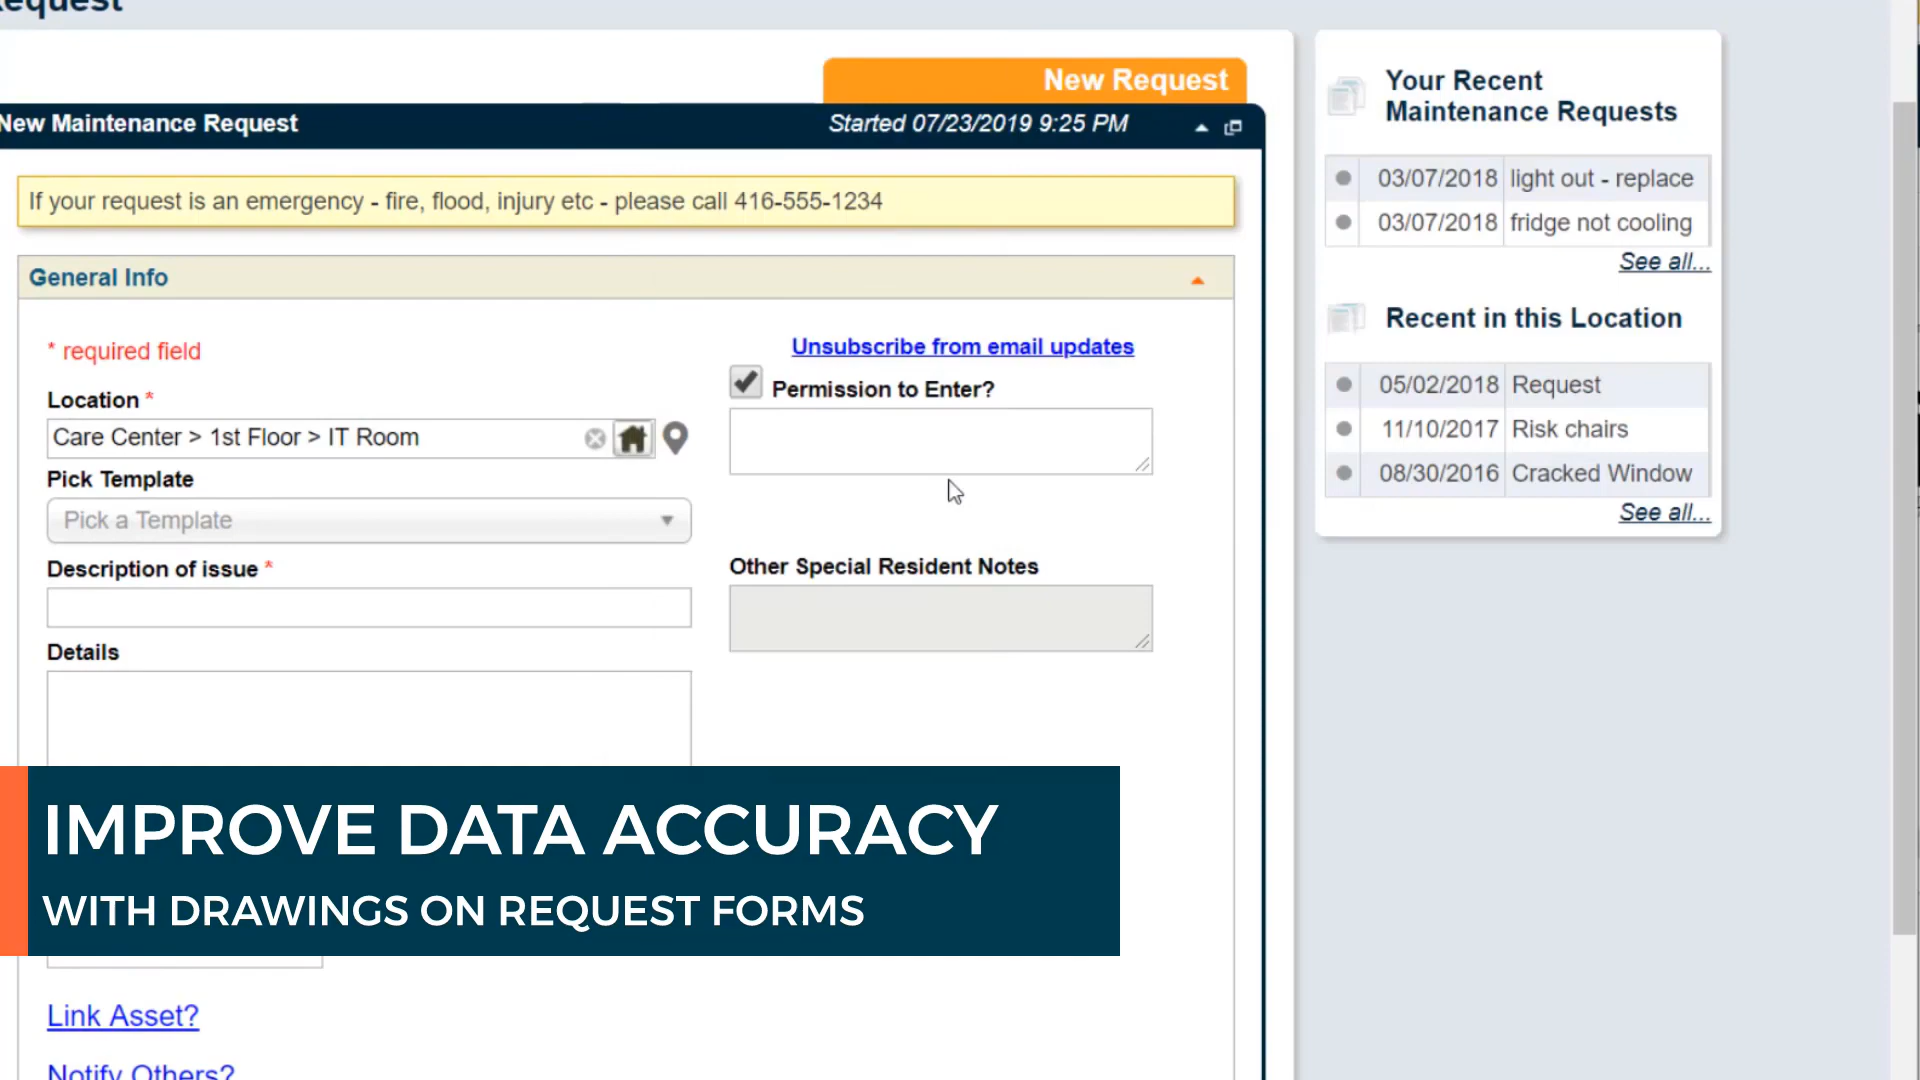 New Request
New Maintenance Request
Started 07/23/2019 9:25 PM
If your request is an emergency - fire, flood, injury etc - please call 416-555-1234
General Info
* required field
Unsubscribe from email updates
Permission to Enter?
Location *
Care Center > 1st Floor > IT Room
Pick Template
Pick a Template
Description of issue *
Other Special Resident Notes
Details
IMPROVE DATA ACCURACY
WITH DRAWINGS ON REQUEST FORMS
Link Asset?
Notify Others?
Your Recent
Maintenance Requests
03/07/2018 light out - replace
03/07/2018 fridge not cooling
See all...
Recent in this Location
05/02/2018 Request
11/10/2017 Risk chairs
08/30/2016 Cracked Window
See all...